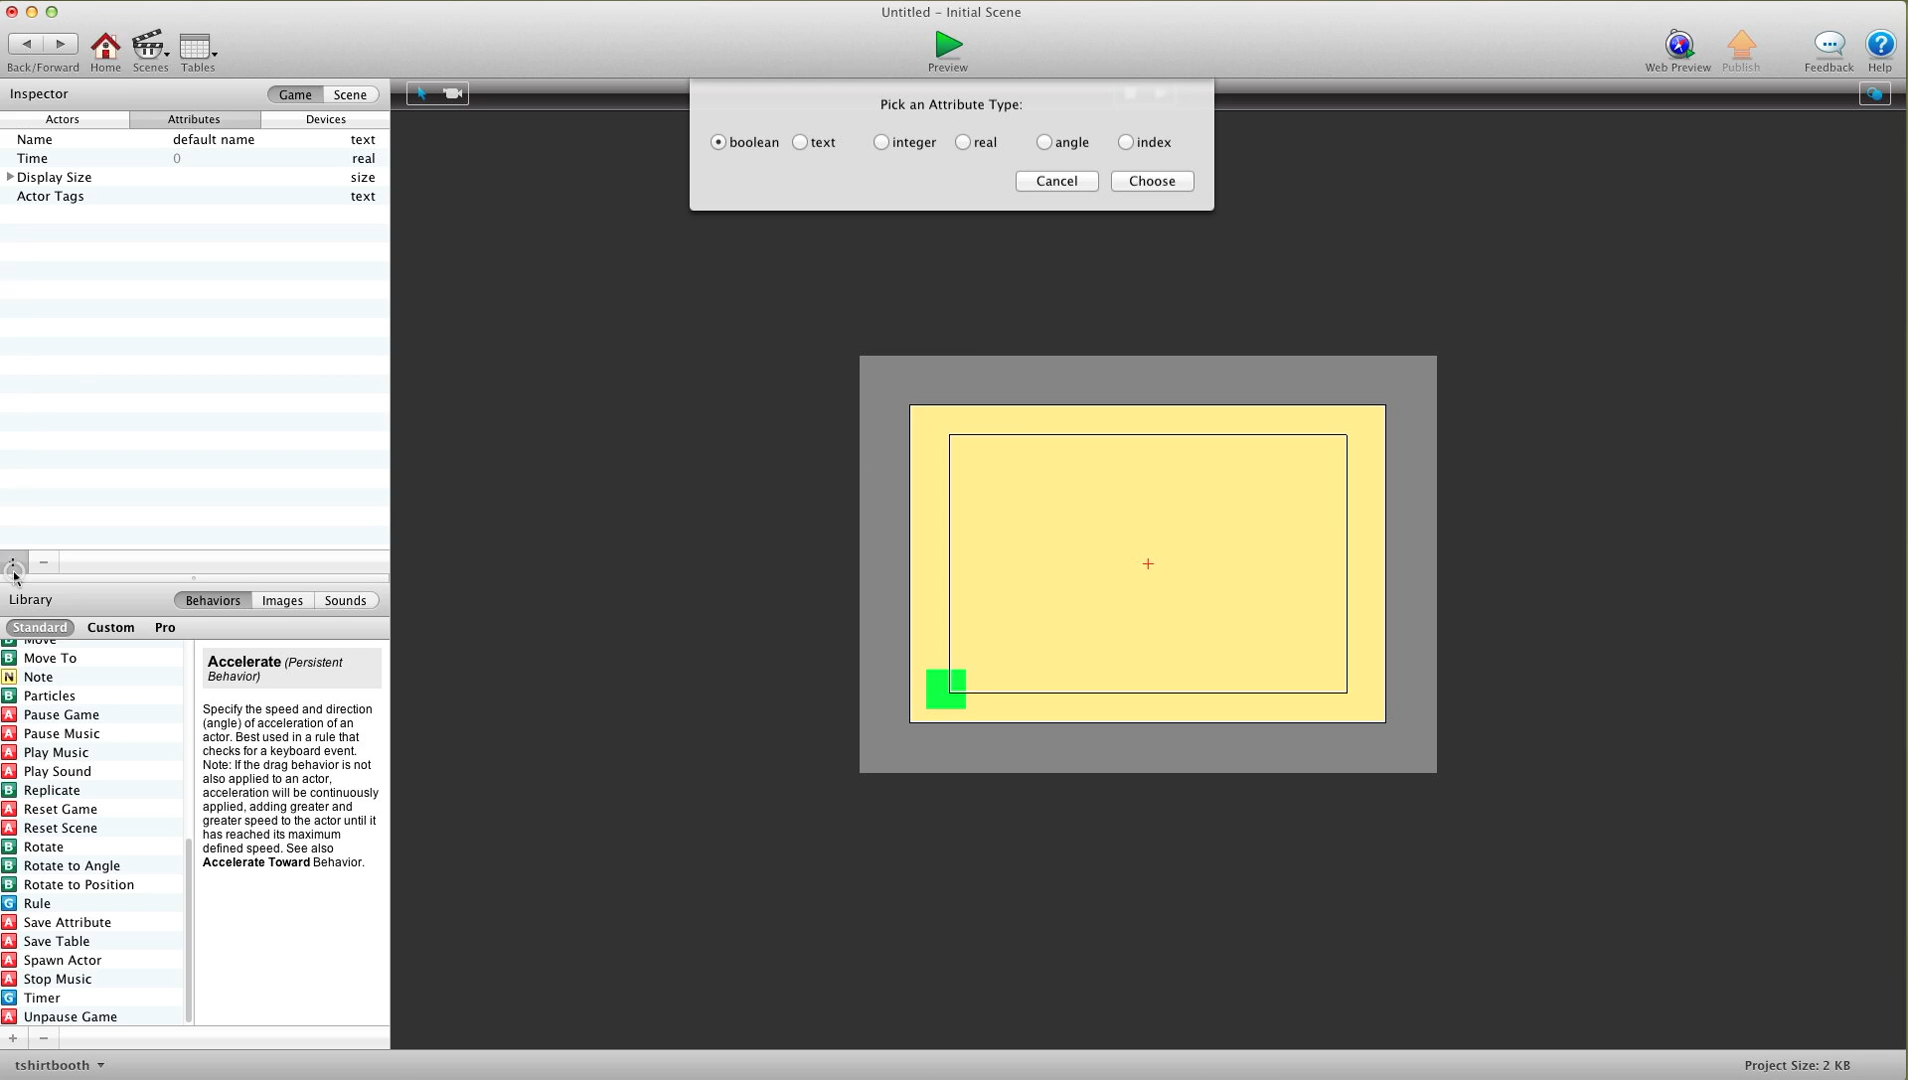 Untitled – Initial Scene
Back/Forward Home Scenes Tables Preview Web Preview Publish Feedback Help
Inspector Game Scene
Actors Attributes Devices
Name default name text
Time 0 real
Display Size size
Actor Tags text
Pick an Attribute Type:
boolean text integer real angle index
Cancel Choose
Library Behaviors Images Sounds
Standard Custom Pro
B Move
B Move To
N Note
B Particles
A Pause Game
A Pause Music
A Play Music
A Play Sound
B Replicate
A Reset Game
A Reset Scene
B Rotate
B Rotate to Angle
B Rotate to Position
G Rule
A Save Attribute
A Save Table
A Spawn Actor
A Stop Music
G Timer
A Unpause Game
Accelerate (Persistent
Behavior)
Specify the speed and direction
(angle) of acceleration of an
actor. Best used in a rule that
checks for a keyboard event.
Note: If the drag behavior is not
also applied to an actor,
acceleration will be continuously
applied, adding greater and
greater speed to the actor until it
has reached its maximum
defined speed. See also
Accelerate Toward Behavior.
tshirtbooth
Project Size: 2 KB